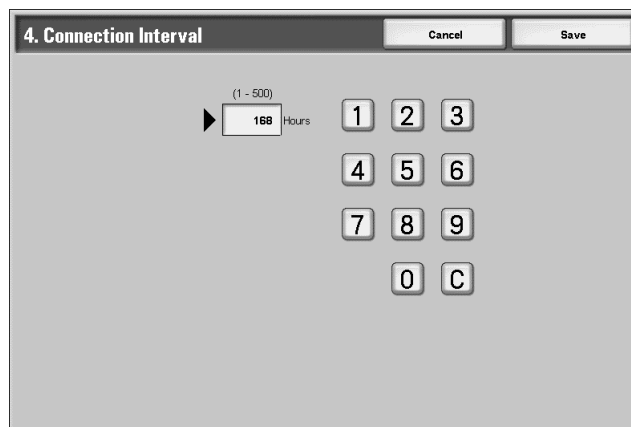 4. Connection Interval
Cancel
Save
(1 - 500)
168 Hours
1 2 3
4 5 6
7 8 9
0 C